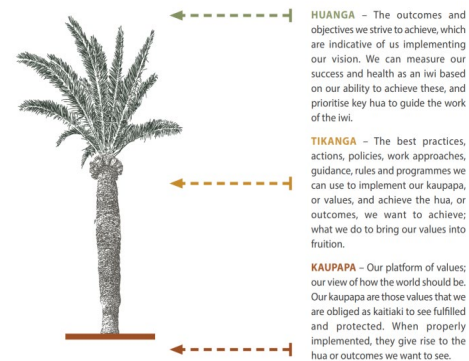 HUANGA – The outcomes and
objectives we strive to achieve, which
are indicative of us implementing
our vision. We can measure our
success and health as an iwi based
on our ability to achieve these, and
prioritise key hua to guide the work
of the iwi.
TIKANGA – The best practices,
actions, policies, work approaches,
guidance, rules and programmes we
can use to implement our kaupapa,
or values, and achieve the hua, or
outcomes, we want to achieve;
what we do to bring our values into
fruition.
KAUPAPA – Our platform of values;
our view of how the world should be.
Our kaupapa are those values that we
are obliged as kaitiaki to see fulfilled
and protected. When properly
implemented, they give rise to the
hua or outcomes we want to see.